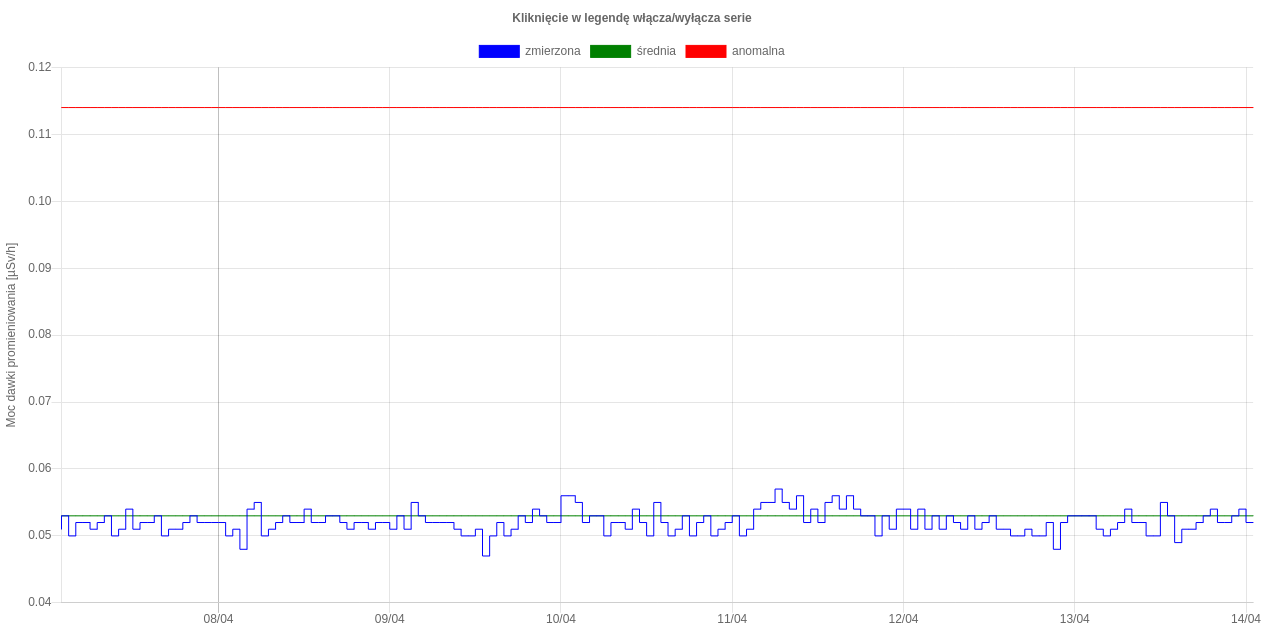 Kliknięcie w legendę włącza/wyłącza serie
zmierzona średnia anomalna
Moc dawki promieniowania [µSv/h]
0.12
0.11
0.10
0.09
0.08
0.07
0.06
0.05
0.04
08/04 09/04 10/04 11/04 12/04 13/04 14/04